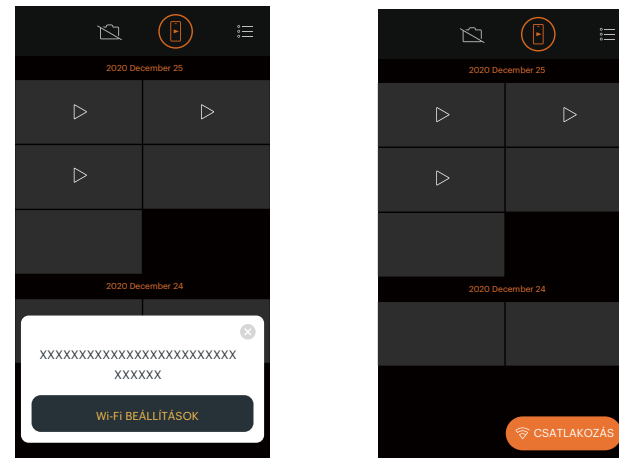 2020 December 25
2020 December 24
XXXXXXXXXXXXXXXXXXXXXXXXX
XXXXXX
Wi-Fi BEÁLLÍTÁSOK
2020 December 25
2020 December 24
CSATLAKOZÁS